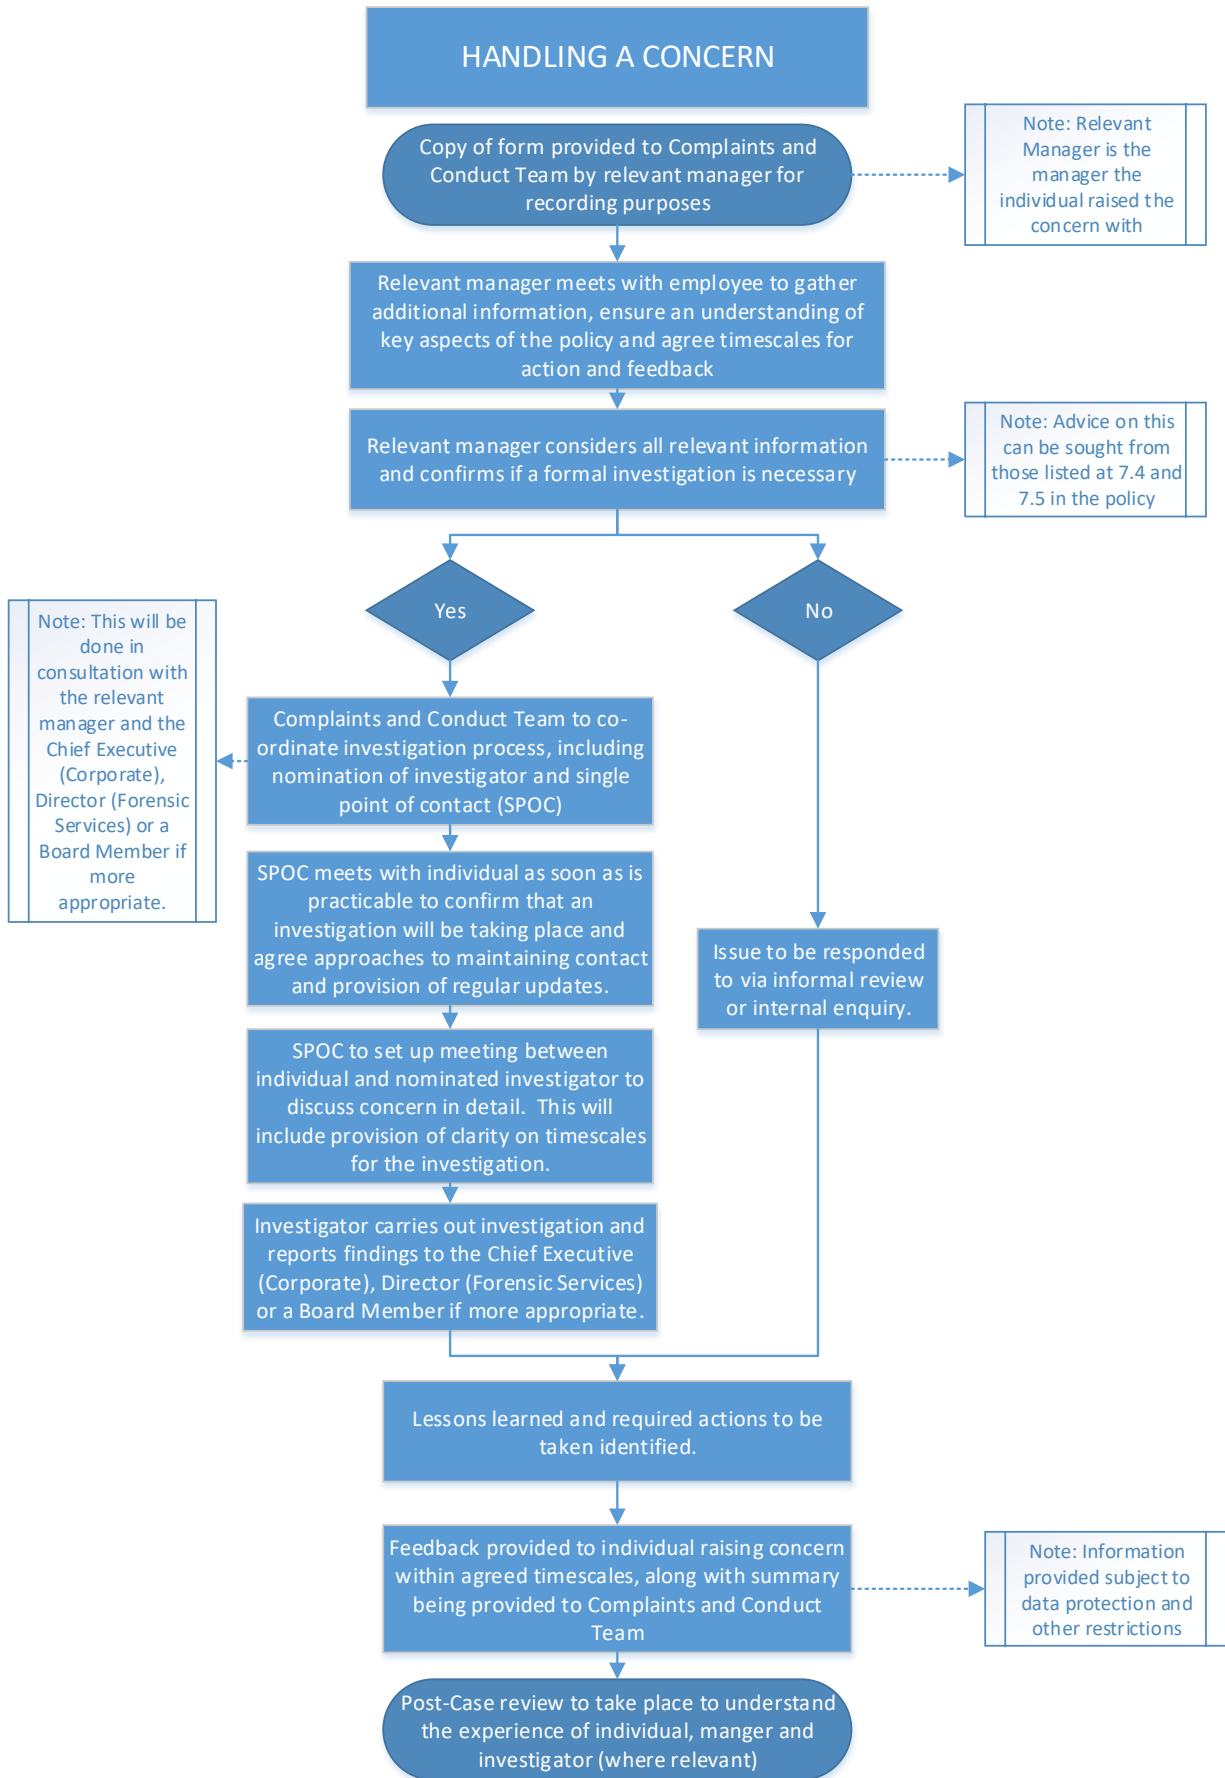 HANDLING A CONCERN
Copy of form provided to Complaints and
Conduct Team by relevant manager for
recording purposes
Note: Relevant
Manager is the
manager the
individual raised the
concern with
Relevant manager meets with employee to gather
additional information, ensure an understanding of
key aspects of the policy and agree timescales for
action and feedback
Relevant manager considers all relevant information
and confirms if a formal investigation is necessary
Note: Advice on this
can be sought from
those listed at 7.4 and
7.5 in the policy
Yes
No
Note: This will be
done in
consultation with
the relevant
manager and the
Chief Executive
(Corporate),
Director (Forensic
Services) or a
Board Member if
more
appropriate.
Complaints and Conduct Team to co-
ordinate investigation process, including
nomination of investigator and single
point of contact (SPOC)
SPOC meets with individual as soon as is
practicable to confirm that an
investigation will be taking place and
agree approaches to maintaining contact
and provision of regular updates.
Issue to be responded
to via informal review
or internal enquiry.
SPOC to set up meeting between
individual and nominated investigator to
discuss concern in detail.  This will
include provision of clarity on timescales
for the investigation.
Investigator carries out investigation and
reports findings to the Chief Executive
(Corporate), Director (Forensic Services)
or a Board Member if more appropriate.
Lessons learned and required actions to be
taken identified.
Feedback provided to individual raising concern
within agreed timescales, along with summary
being provided to Complaints and Conduct
Team
Note: Information
provided subject to
data protection and
other restrictions
Post-Case review to take place to understand
the experience of individual, manger and
investigator (where relevant)